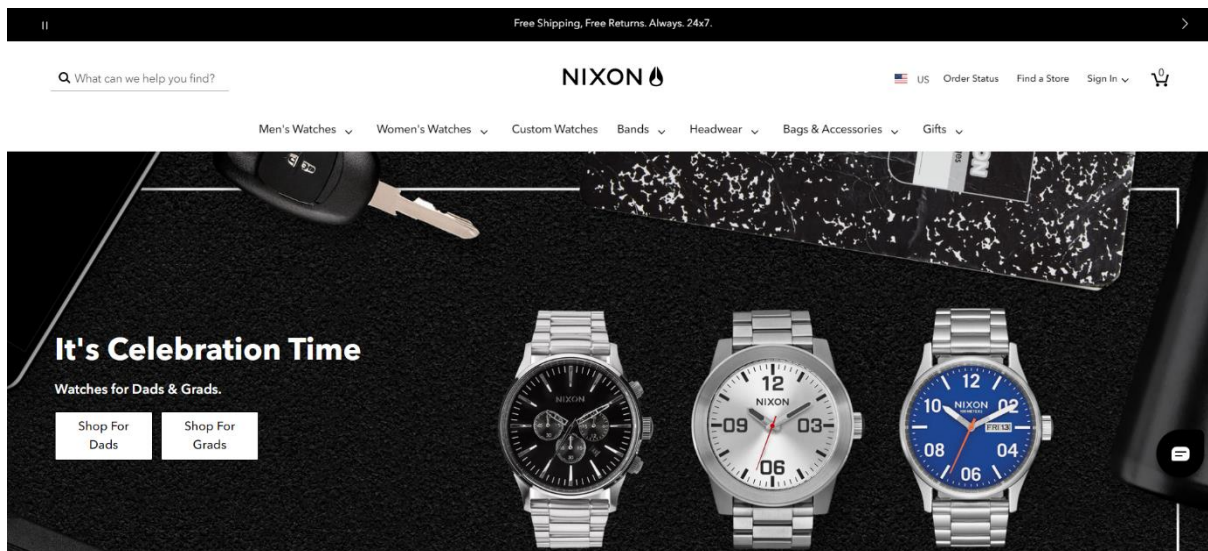 Free Shipping, Free Returns. Always. 24x7.
What can we help you find?
NIXON
US Order Status Find a Store Sign In
0
Men's Watches Women's Watches Custom Watches Bands Headwear Bags & Accessories Gifts
It's Celebration Time
Watches for Dads & Grads.
Shop For
Dads
Shop For
Grads
NIXON
12
NIXON
09 03
06
12
10 NIXON 02
FRI 13
08 04
06